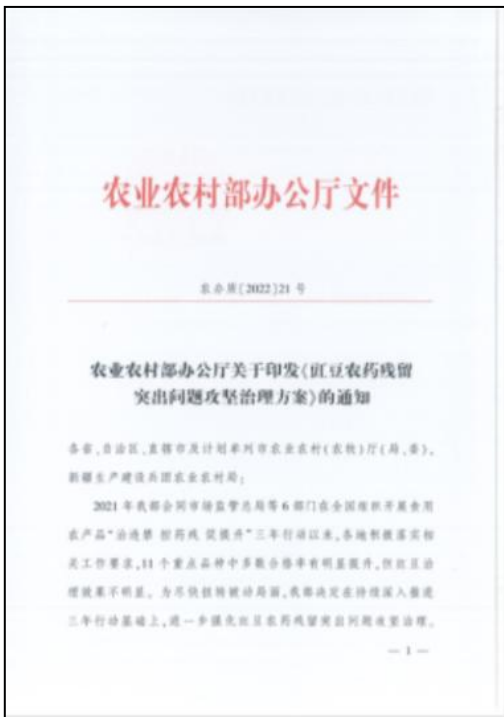 农业农村部办公厅文件
农办质〔2022〕21 号
农业农村部办公厅关于印发《豇豆农药残留
突出问题攻坚治理方案》的通知
各省、自治区、直辖市及计划单列市农业农村(农牧)厅(局、委),
新疆生产建设兵团农业农村局:
2021 年我部会同市场监管总局等 6 部门在全国组织开展食用
农产品“治违禁 控药残 促提升”三年行动以来,各地积极落实相
关工作要求,11 个重点品种中多数合格率有明显提升,但豇豆治
理效果不明显。为尽快扭转被动局面,我部决定在持续深入推进
三年行动基础上,进一步强化豇豆农药残留突出问题攻坚治理。
— 1 —